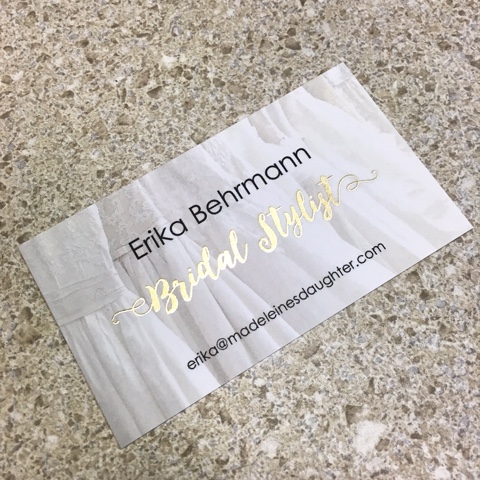 Erika Behrmann
Bridal Stylist
erika@madeleinesdaughter.com